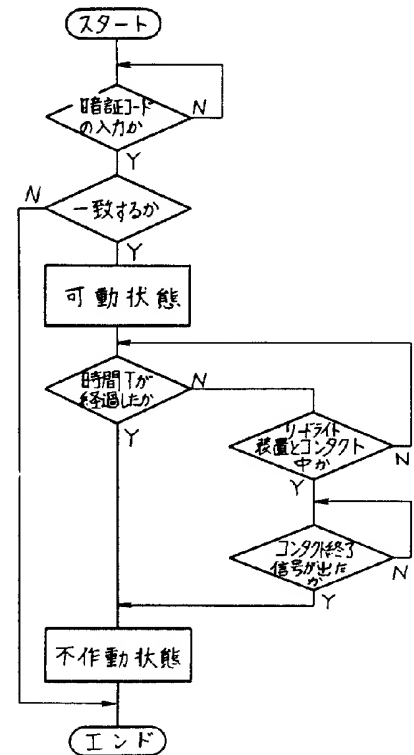 スタート
暗証コード
の入力か
N
Y
N
一致するか
Y
可動状態
時間Tが
経過したか
N
Y
リードライト
装置とコンタクト
中か
N
Y
コンタクト終了
信号が出た
か
N
Y
不作動状態
エンド